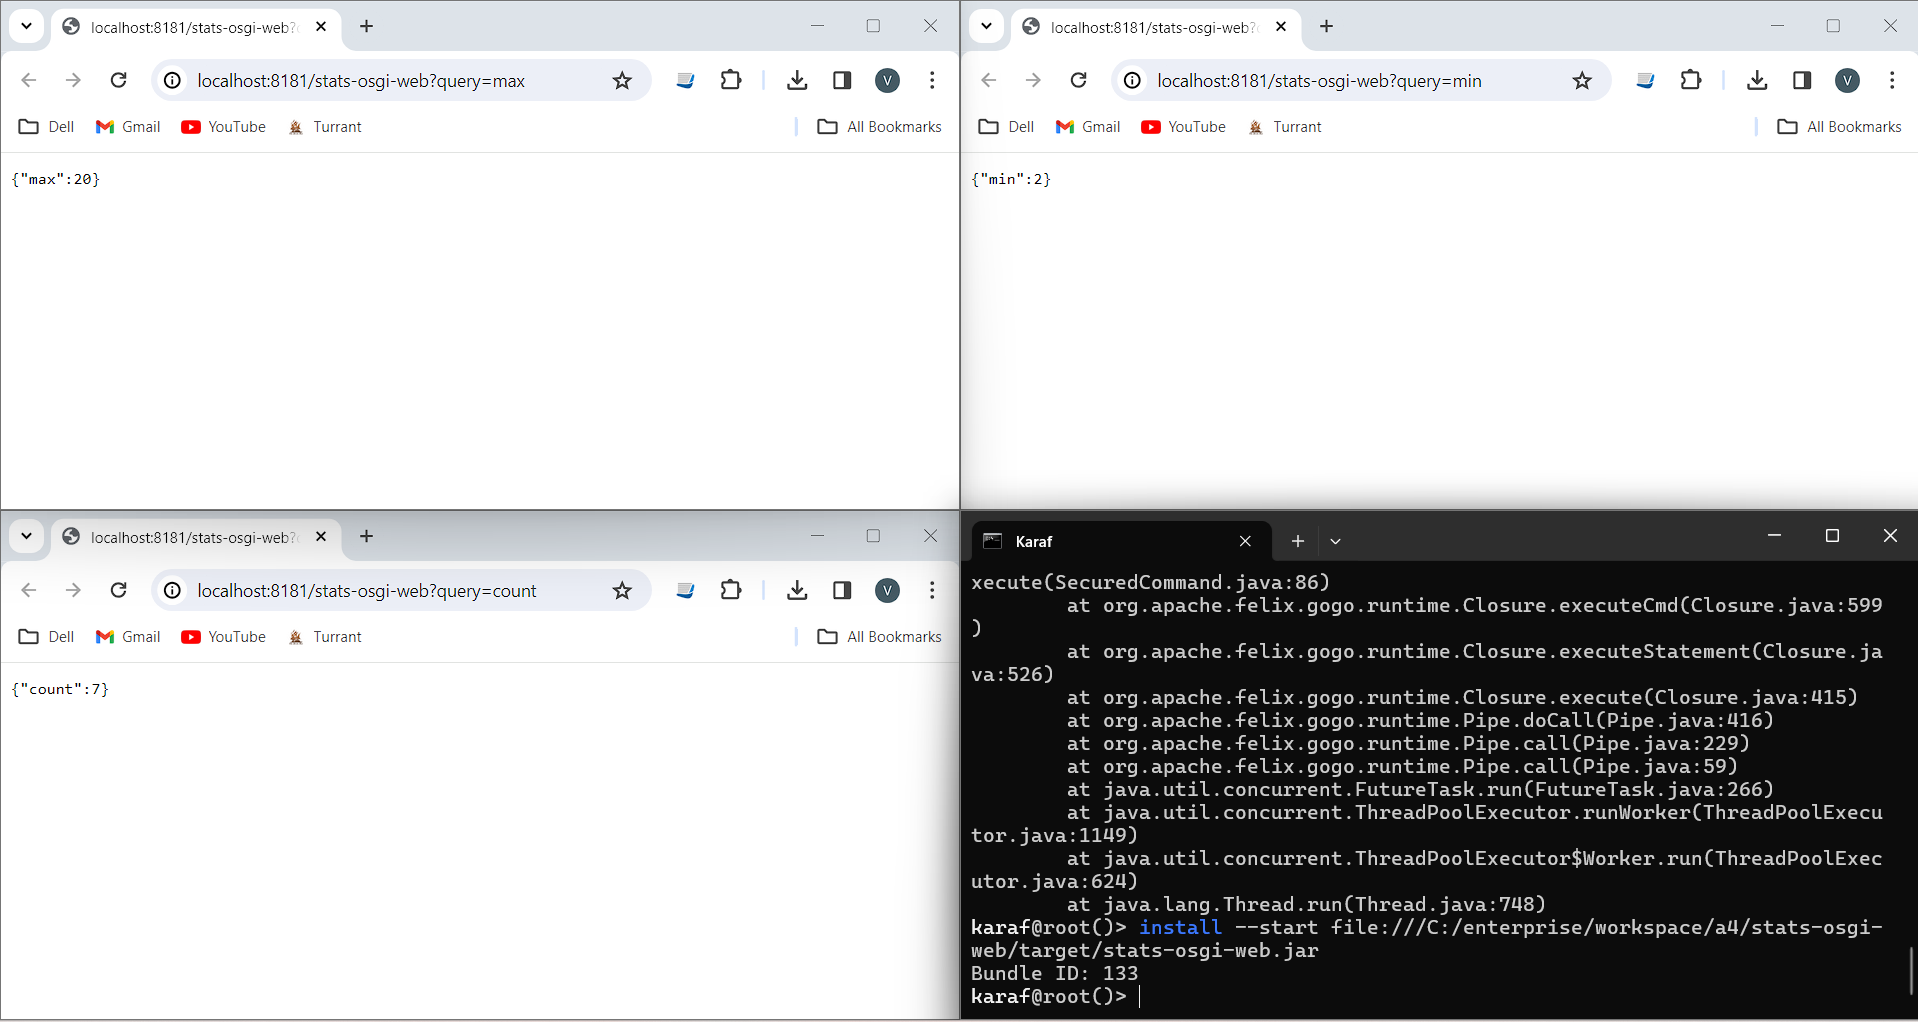 localhost:8181/stats-osgi-web?
localhost:8181/stats-osgi-web?query=max
Dell Gmail YouTube Turrant All Bookmarks
{"max":20}
localhost:8181/stats-osgi-web?
localhost:8181/stats-osgi-web?query=min
Dell Gmail YouTube Turrant All Bookmarks
{"min":2}
localhost:8181/stats-osgi-web?
localhost:8181/stats-osgi-web?query=count
Dell Gmail YouTube Turrant All Bookmarks
{"count":7}
Karaf
xecute(SecuredCommand.java:86)
at org.apache.felix.gogo.runtime.Closure.executeCmd(Closure.java:599
)
at org.apache.felix.gogo.runtime.Closure.executeStatement(Closure.ja
va:526)
at org.apache.felix.gogo.runtime.Closure.execute(Closure.java:415)
at org.apache.felix.gogo.runtime.Pipe.doCall(Pipe.java:416)
at org.apache.felix.gogo.runtime.Pipe.call(Pipe.java:229)
at org.apache.felix.gogo.runtime.Pipe.call(Pipe.java:59)
at java.util.concurrent.FutureTask.run(FutureTask.java:266)
at java.util.concurrent.ThreadPoolExecutor.runWorker(ThreadPoolExecu
tor.java:1149)
at java.util.concurrent.ThreadPoolExecutor$Worker.run(ThreadPoolExec
utor.java:624)
at java.lang.Thread.run(Thread.java:748)
karaf@root()> install --start file:///C:/enterprise/workspace/a4/stats-osgi-
web/target/stats-osgi-web.jar
Bundle ID: 133
karaf@root()>